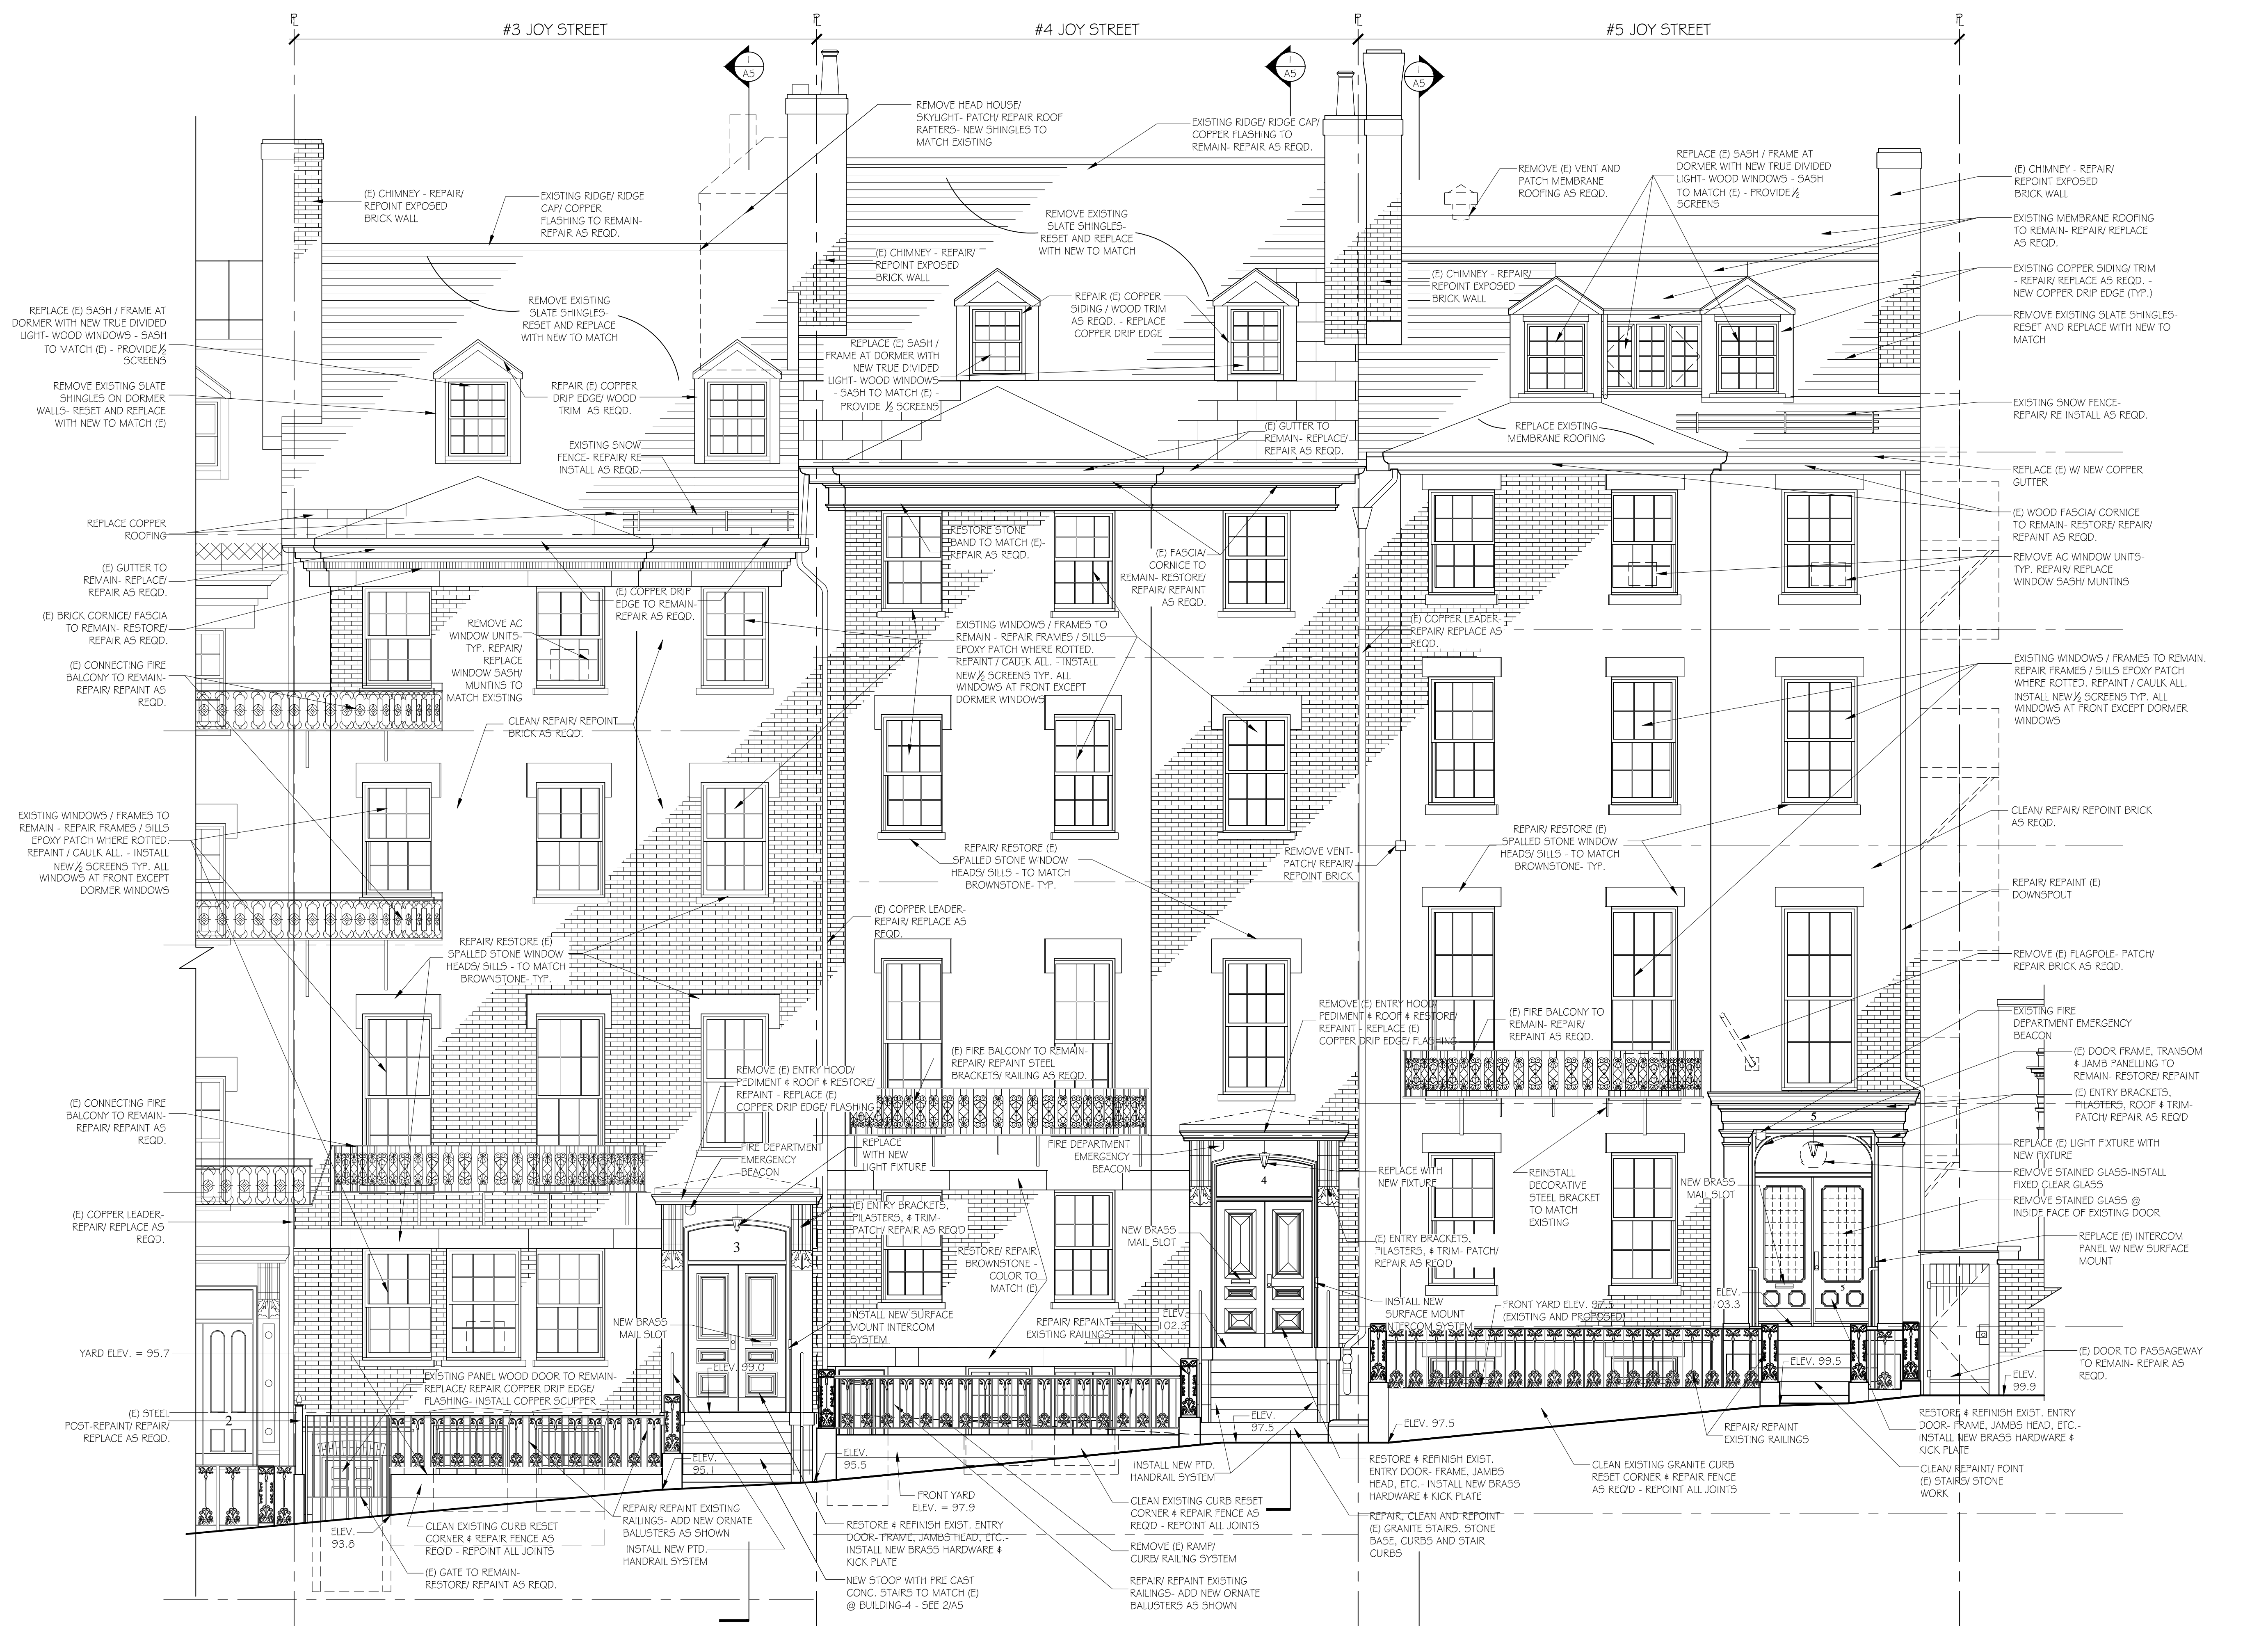 #3 JOY STREET
#4 JOY STREET
#5 JOY STREET
P
L
P
L
P
L
P
L
1
A5
1
A5
1
A5
REMOVE HEAD HOUSE/
SKYLIGHT- PATCH/ REPAIR ROOF
RAFTERS- NEW SHINGLES TO
MATCH EXISTING
EXISTING RIDGE/ RIDGE CAP/
COPPER FLASHING TO
REMAIN- REPAIR AS REQD.
REMOVE (E) VENT AND
PATCH MEMBRANE
ROOFING AS REQD.
REPLACE (E) SASH / FRAME AT
DORMER WITH NEW TRUE DIVIDED
LIGHT- WOOD WINDOWS - SASH
TO MATCH (E) - PROVIDE ½
SCREENS
(E) CHIMNEY - REPAIR/
REPOINT EXPOSED
BRICK WALL
(E) CHIMNEY - REPAIR/
REPOINT EXPOSED
BRICK WALL
EXISTING RIDGE/ RIDGE
CAP/ COPPER
FLASHING TO REMAIN-
REPAIR AS REQD.
REMOVE EXISTING
SLATE SHINGLES-
RESET AND REPLACE
WITH NEW TO MATCH
EXISTING MEMBRANE ROOFING
TO REMAIN- REPAIR/ REPLACE
AS REQD.
(E) CHIMNEY - REPAIR/
REPOINT EXPOSED
BRICK WALL
(E) CHIMNEY - REPAIR/
REPOINT EXPOSED
BRICK WALL
EXISTING COPPER SIDING/ TRIM
- REPAIR/ REPLACE AS REQD. -
NEW COPPER DRIP EDGE (TYP.)
REPLACE (E) SASH / FRAME AT
DORMER WITH NEW TRUE DIVIDED
LIGHT- WOOD WINDOWS - SASH
TO MATCH (E) - PROVIDE ½
SCREENS
REMOVE EXISTING
SLATE SHINGLES-
RESET AND REPLACE
WITH NEW TO MATCH
REPAIR (E) COPPER
SIDING / WOOD TRIM
AS REQD. - REPLACE
COPPER DRIP EDGE
REMOVE EXISTING SLATE SHINGLES-
RESET AND REPLACE WITH NEW TO
MATCH
REPLACE (E) SASH /
FRAME AT DORMER WITH
NEW TRUE DIVIDED
LIGHT- WOOD WINDOWS
- SASH TO MATCH (E) -
PROVIDE ½ SCREENS
REMOVE EXISTING SLATE
SHINGLES ON DORMER
WALLS- RESET AND REPLACE
WITH NEW TO MATCH (E)
REPAIR (E) COPPER
DRIP EDGE/ WOOD
TRIM AS REQD.
EXISTING SNOW FENCE-
REPAIR/ RE INSTALL AS REQD.
REPLACE EXISTING
MEMBRANE ROOFING
(E) GUTTER TO
REMAIN- REPLACE/
REPAIR AS REQD.
EXISTING SNOW
FENCE- REPAIR/ RE
INSTALL AS REQD.
REPLACE (E) W/ NEW COPPER
GUTTER
REPLACE COPPER
ROOFING
RESTORE STONE
BAND TO MATCH (E)-
REPAIR AS REQD.
(E) FASCIA/
CORNICE TO
REMAIN- RESTORE/
REPAIR/ REPAINT
AS REQD.
(E) WOOD FASCIA/ CORNICE
TO REMAIN- RESTORE/ REPAIR/
REPAINT AS REQD.
REMOVE AC WINDOW UNITS-
TYP. REPAIR/ REPLACE
WINDOW SASH/ MUNTINS
(E) GUTTER TO
REMAIN- REPLACE/
REPAIR AS REQD.
(E) BRICK CORNICE/ FASCIA
TO REMAIN- RESTORE/
REPAIR AS REQD.
(E) COPPER DRIP
EDGE TO REMAIN-
REPAIR AS REQD.
REMOVE AC
WINDOW UNITS-
TYP. REPAIR/
REPLACE
WINDOW SASH/
MUNTINS TO
MATCH EXISTING
EXISTING WINDOWS / FRAMES TO
REMAIN - REPAIR FRAMES / SILLS
EPOXY PATCH WHERE ROTTED.
REPAINT / CAULK ALL. - INSTALL
NEW ½ SCREENS TYP. ALL
WINDOWS AT FRONT EXCEPT
DORMER WINDOWS
(E) COPPER LEADER-
REPAIR/ REPLACE AS
REQD.
(E) CONNECTING FIRE
BALCONY TO REMAIN-
REPAIR/ REPAINT AS
REQD.
EXISTING WINDOWS / FRAMES TO REMAIN.
REPAIR FRAMES / SILLS EPOXY PATCH
WHERE ROTTED. REPAINT / CAULK ALL.
INSTALL NEW ½ SCREENS TYP. ALL
WINDOWS AT FRONT EXCEPT DORMER
WINDOWS
CLEAN/ REPAIR/ REPOINT
BRICK AS REQD.
EXISTING WINDOWS / FRAMES TO
REMAIN - REPAIR FRAMES / SILLS
EPOXY PATCH WHERE ROTTED.
REPAINT / CAULK ALL. - INSTALL
NEW ½ SCREENS TYP. ALL
WINDOWS AT FRONT EXCEPT
DORMER WINDOWS
CLEAN/ REPAIR/ REPOINT BRICK
AS REQD.
REPAIR/ RESTORE (E)
SPALLED STONE WINDOW
HEADS/ SILLS - TO MATCH
BROWNSTONE- TYP.
REMOVE VENT-
PATCH/ REPAIR/
REPOINT BRICK
REPAIR/ RESTORE (E)
SPALLED STONE WINDOW
HEADS/ SILLS - TO MATCH
BROWNSTONE- TYP.
REPAIR/ REPAINT (E)
DOWNSPOUT
(E) COPPER LEADER-
REPAIR/ REPLACE AS
REQD.
REPAIR/ RESTORE (E)
SPALLED STONE WINDOW
HEADS/ SILLS - TO MATCH
BROWNSTONE- TYP.
REMOVE (E) FLAGPOLE- PATCH/
REPAIR BRICK AS REQD.
REMOVE (E) ENTRY HOOD/
PEDIMENT & ROOF & RESTORE/
REPAINT - REPLACE (E)
COPPER DRIP EDGE/ FLASHING
(E) FIRE BALCONY TO
REMAIN- REPAIR/
REPAINT AS REQD.
EXISTING FIRE
DEPARTMENT EMERGENCY
BEACON
(E) FIRE BALCONY TO REMAIN-
REPAIR/ REPAINT STEEL
BRACKETS/ RAILING AS REQD.
REMOVE (E) ENTRY HOOD/
PEDIMENT & ROOF & RESTORE/
REPAINT - REPLACE (E)
COPPER DRIP EDGE/ FLASHING
(E) DOOR FRAME, TRANSOM
& JAMB PANELLING TO
REMAIN- RESTORE/ REPAINT
(E) ENTRY BRACKETS,
PILASTERS, ROOF & TRIM-
PATCH/ REPAIR AS REQ'D
(E) CONNECTING FIRE
BALCONY TO REMAIN-
REPAIR/ REPAINT AS
REQD.
5
FIRE DEPARTMENT
EMERGENCY
BEACON
REPLACE
WITH NEW
LIGHT FIXTURE
FIRE DEPARTMENT
EMERGENCY
BEACON
REPLACE WITH
NEW FIXTURE
REINSTALL
DECORATIVE
STEEL BRACKET
TO MATCH
EXISTING
REPLACE (E) LIGHT FIXTURE WITH
NEW FIXTURE
REMOVE STAINED GLASS-INSTALL
FIXED CLEAR GLASS
NEW BRASS
MAIL SLOT
REMOVE STAINED GLASS @
INSIDE FACE OF EXISTING DOOR
4
(E) COPPER LEADER-
REPAIR/ REPLACE AS
REQD.
(E) ENTRY BRACKETS,
PILASTERS, & TRIM-
PATCH/ REPAIR AS REQ'D
NEW BRASS
MAIL SLOT
3
(E) ENTRY BRACKETS,
PILASTERS, & TRIM- PATCH/
REPAIR AS REQ'D
REPLACE (E) INTERCOM
PANEL W/ NEW SURFACE
MOUNT
RESTORE/ REPAIR
BROWNSTONE -
COLOR TO
MATCH (E)
5
ELEV.
103.3
INSTALL NEW
SURFACE MOUNT
INTERCOM SYSTEM
FRONT YARD ELEV. 97.5
(EXISTING AND PROPOSED)
INSTALL NEW SURFACE
MOUNT INTERCOM
SYSTEM
ELEV.
102.3
NEW BRASS
MAIL SLOT
REPAIR/ REPAINT
EXISTING RAILINGS
YARD ELEV. = 95.7
ELEV. 99.0
ELEV. 99.5
(E) DOOR TO PASSAGEWAY
TO REMAIN- REPAIR AS
REQD.
EXISTING PANEL WOOD DOOR TO REMAIN-
REPLACE/ REPAIR COPPER DRIP EDGE/
FLASHING- INSTALL COPPER SCUPPER
ELEV.
99.9
2
(E) STEEL
POST-REPAINT/ REPAIR/
REPLACE AS REQD.
ELEV.
97.5
ELEV. 97.5
REPAIR/ REPAINT
EXISTING RAILINGS
RESTORE & REFINISH EXIST. ENTRY
DOOR- FRAME, JAMBS HEAD, ETC.-
INSTALL NEW BRASS HARDWARE &
KICK PLATE
ELEV.
95.1
ELEV.
95.5
INSTALL NEW PTD.
HANDRAIL SYSTEM
RESTORE & REFINISH EXIST.
ENTRY DOOR- FRAME, JAMBS
HEAD, ETC.- INSTALL NEW BRASS
HARDWARE & KICK PLATE
CLEAN EXISTING GRANITE CURB
RESET CORNER & REPAIR FENCE
AS REQ'D - REPOINT ALL JOINTS
CLEAN/ REPAINT/ POINT
(E) STAIRS/ STONE
WORK
FRONT YARD
ELEV. = 97.9
REPAIR/ REPAINT EXISTING
RAILINGS- ADD NEW ORNATE
BALUSTERS AS SHOWN
CLEAN EXISTING CURB RESET
CORNER & REPAIR FENCE AS
REQ'D - REPOINT ALL JOINTS
ELEV.
93.8
CLEAN EXISTING CURB RESET
CORNER & REPAIR FENCE AS
REQ'D - REPOINT ALL JOINTS
INSTALL NEW PTD.
HANDRAIL SYSTEM
RESTORE & REFINISH EXIST. ENTRY
DOOR- FRAME, JAMBS HEAD, ETC.-
INSTALL NEW BRASS HARDWARE &
KICK PLATE
REPAIR, CLEAN AND REPOINT
(E) GRANITE STAIRS, STONE
BASE, CURBS AND STAIR
CURBS
REMOVE (E) RAMP/
CURB/ RAILING SYSTEM
(E) GATE TO REMAIN-
RESTORE/ REPAINT AS REQD.
NEW STOOP WITH PRE CAST
CONC. STAIRS TO MATCH (E)
@ BUILDING-4 - SEE 2/A5
REPAIR/ REPAINT EXISTING
RAILINGS- ADD NEW ORNATE
BALUSTERS AS SHOWN